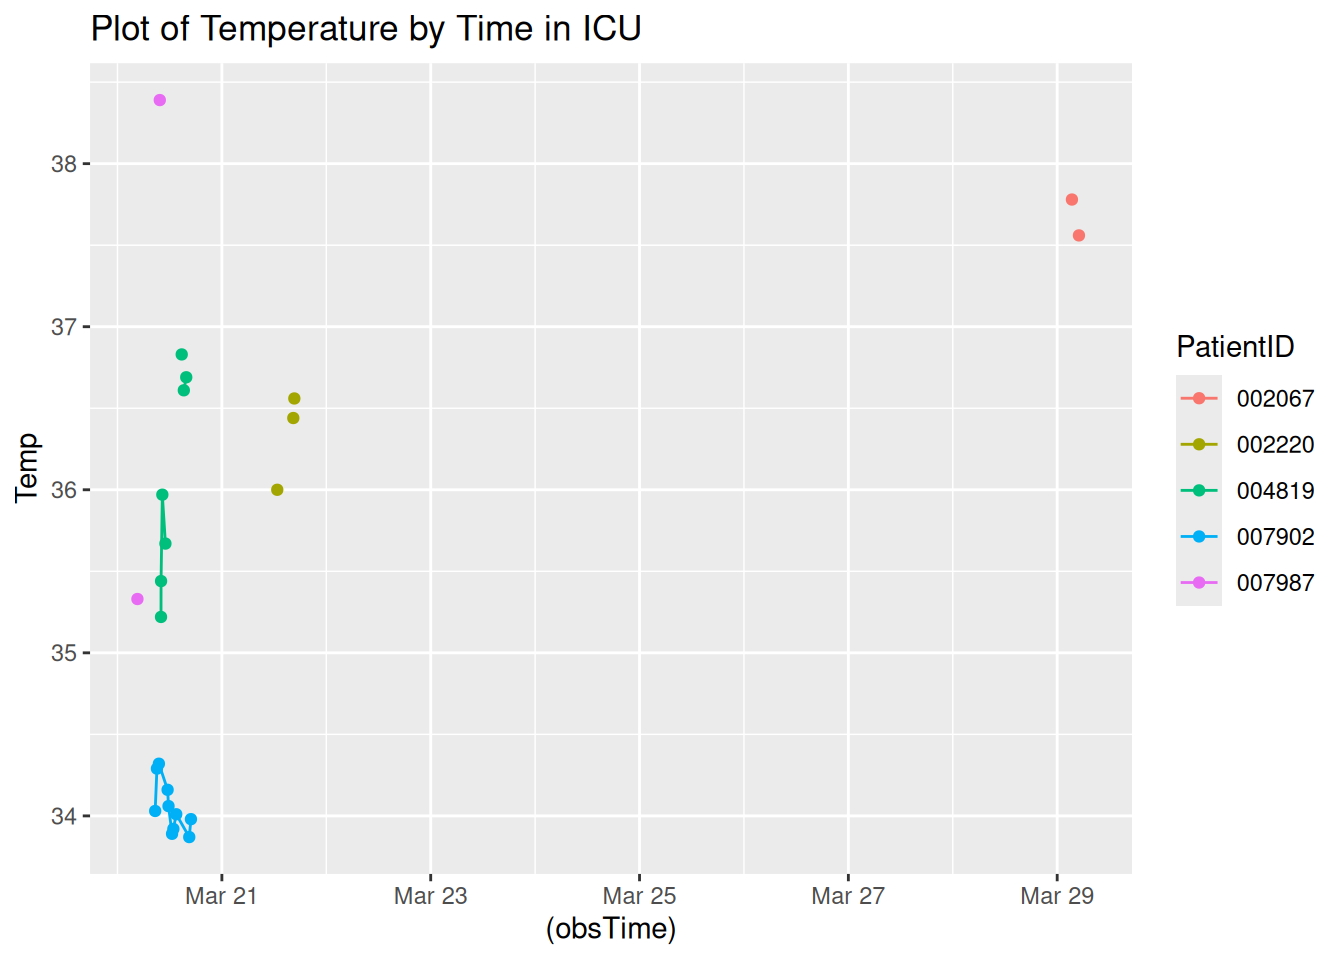 Plot of Temperature by Time in ICU
Temp
38
37
36
35
34
Mar 21
Mar 23
Mar 25
Mar 27
Mar 29
(obsTime)
PatientID
002067
002220
004819
007902
007987